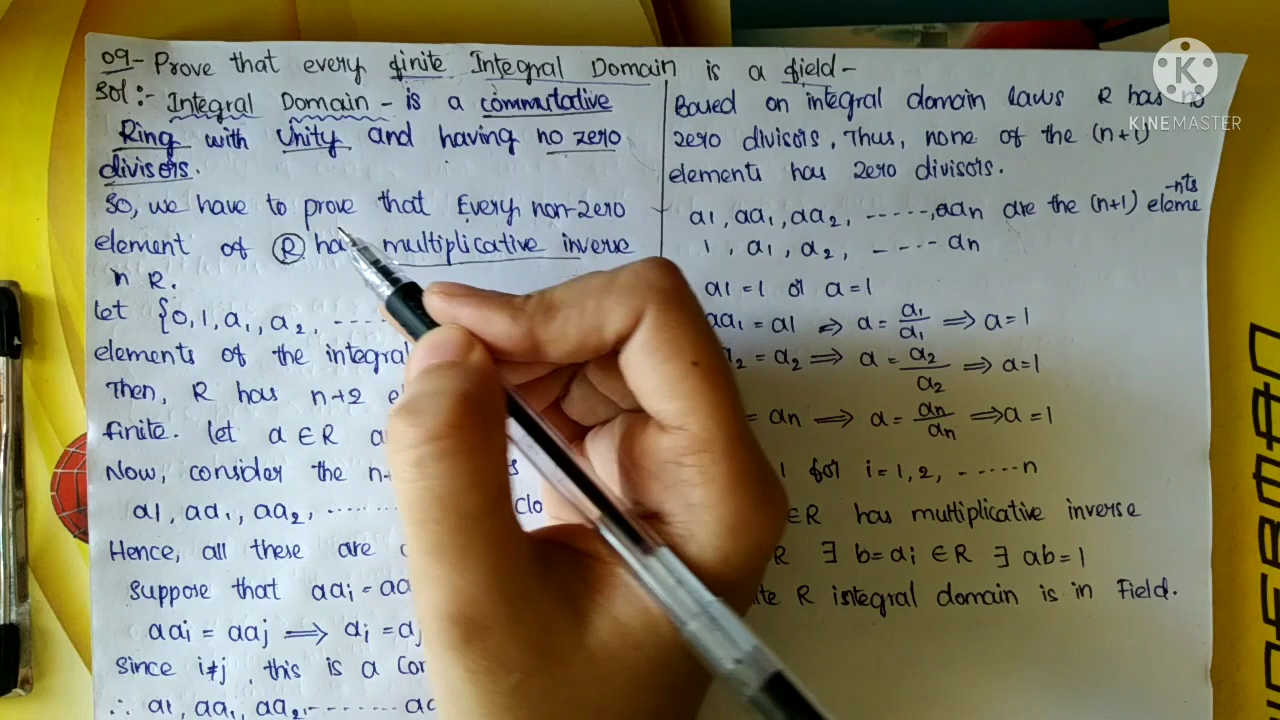 09- Prove that every finite Integral Domain is a field-
Sol:- Integral Domain - is a commutative
Ring with Unity and having no zero
divisors.
So, we have to prove that Every non-zero
element of R ha multiplicative inverse
n R.
let {0, 1, a₁, a₂, -----
elements of the integral
Then, R has n+2 e
finite. let a ∈ R a
Now, consider the n-
a1, aa₁, aa₂, ........ clo
Hence, all these are
Suppose that aai = aa
aai = aaj ⟹ ai = aj
Since i≠j, this is a con
∴ a1, aa₁, aa₂,........
Based on integral domain laws R has no
zero divisors, Thus, none of the (n+1)
elements has zero divisors.
a1, aa₁, aa₂, ------, aan are the (n+1) eleme-nts
1, a₁, a₂, ---- an
a1 = 1 or a=1
aa₁ = a1 ⇒ a = a₁/a₁ ⟹ a=1
₂ = a₂ ⟹ a = a₂/a₂ ⟹ a=1
= an ⟹ a = an/an ⟹ a = 1
1 for i=1,2, ......n
∈R has multiplicative inverse
R ∃ b=ai ∈R ∃ ab=1
ite R integral domain is in Field.
KINEMASTER
K